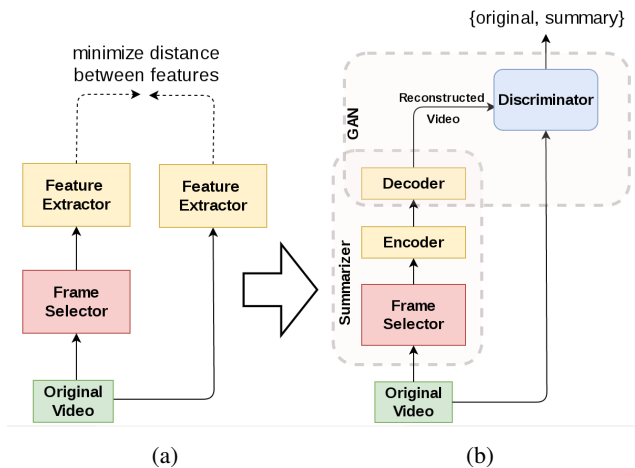 minimize distance
between features
Feature
Extractor
Feature
Extractor
Frame
Selector
Original
Video
(a)
{original, summary}
Discriminator
Reconstructed
Video
GAN
Decoder
Encoder
Summarizer
Frame
Selector
Original
Video
(b)